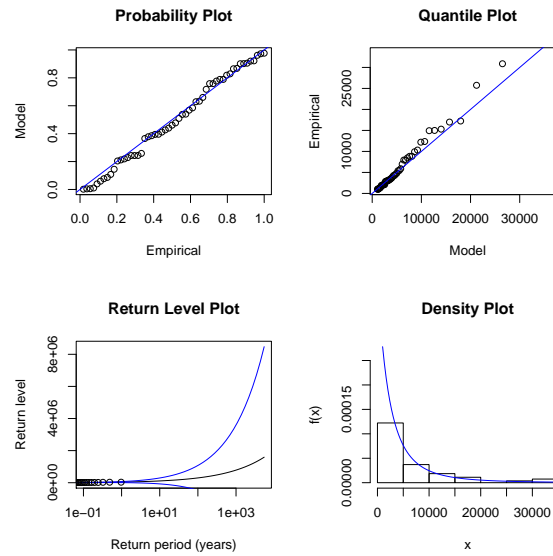 Probability Plot
Model
0.0 0.4 0.8
0.0 0.2 0.4 0.6 0.8 1.0
Empirical
Quantile Plot
Empirical
0 10000 25000
0 10000 20000 30000
Model
Return Level Plot
Return level
0e+00 4e+06 8e+06
1e-01 1e+01 1e+03
Return period (years)
Density Plot
f(x)
0.00000 0.00015
0 5000 10000 20000 30000
x